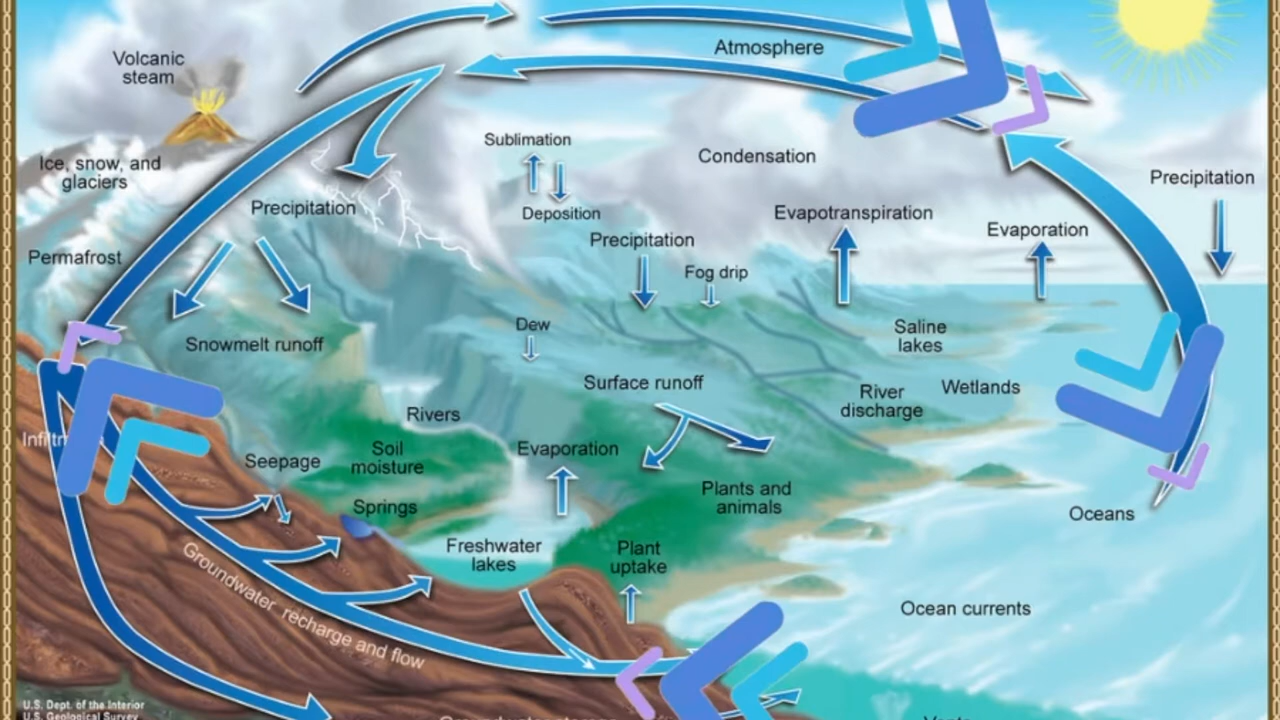 Atmosphere
Volcanic
steam
Sublimation
Condensation
Ice, snow, and
glaciers
Precipitation
Precipitation
Deposition
Evapotranspiration
Evaporation
Precipitation
Permafrost
Fog drip
Dew
Saline
lakes
Snowmelt runoff
Surface runoff
Wetlands
River
discharge
Rivers
Soil
moisture
Evaporation
Seepage
Plants and
animals
Springs
Oceans
Freshwater
lakes
Plant
uptake
Groundwater recharge and flow
Ocean currents
U.S. Dept. of the Interior
U.S. Geological Survey